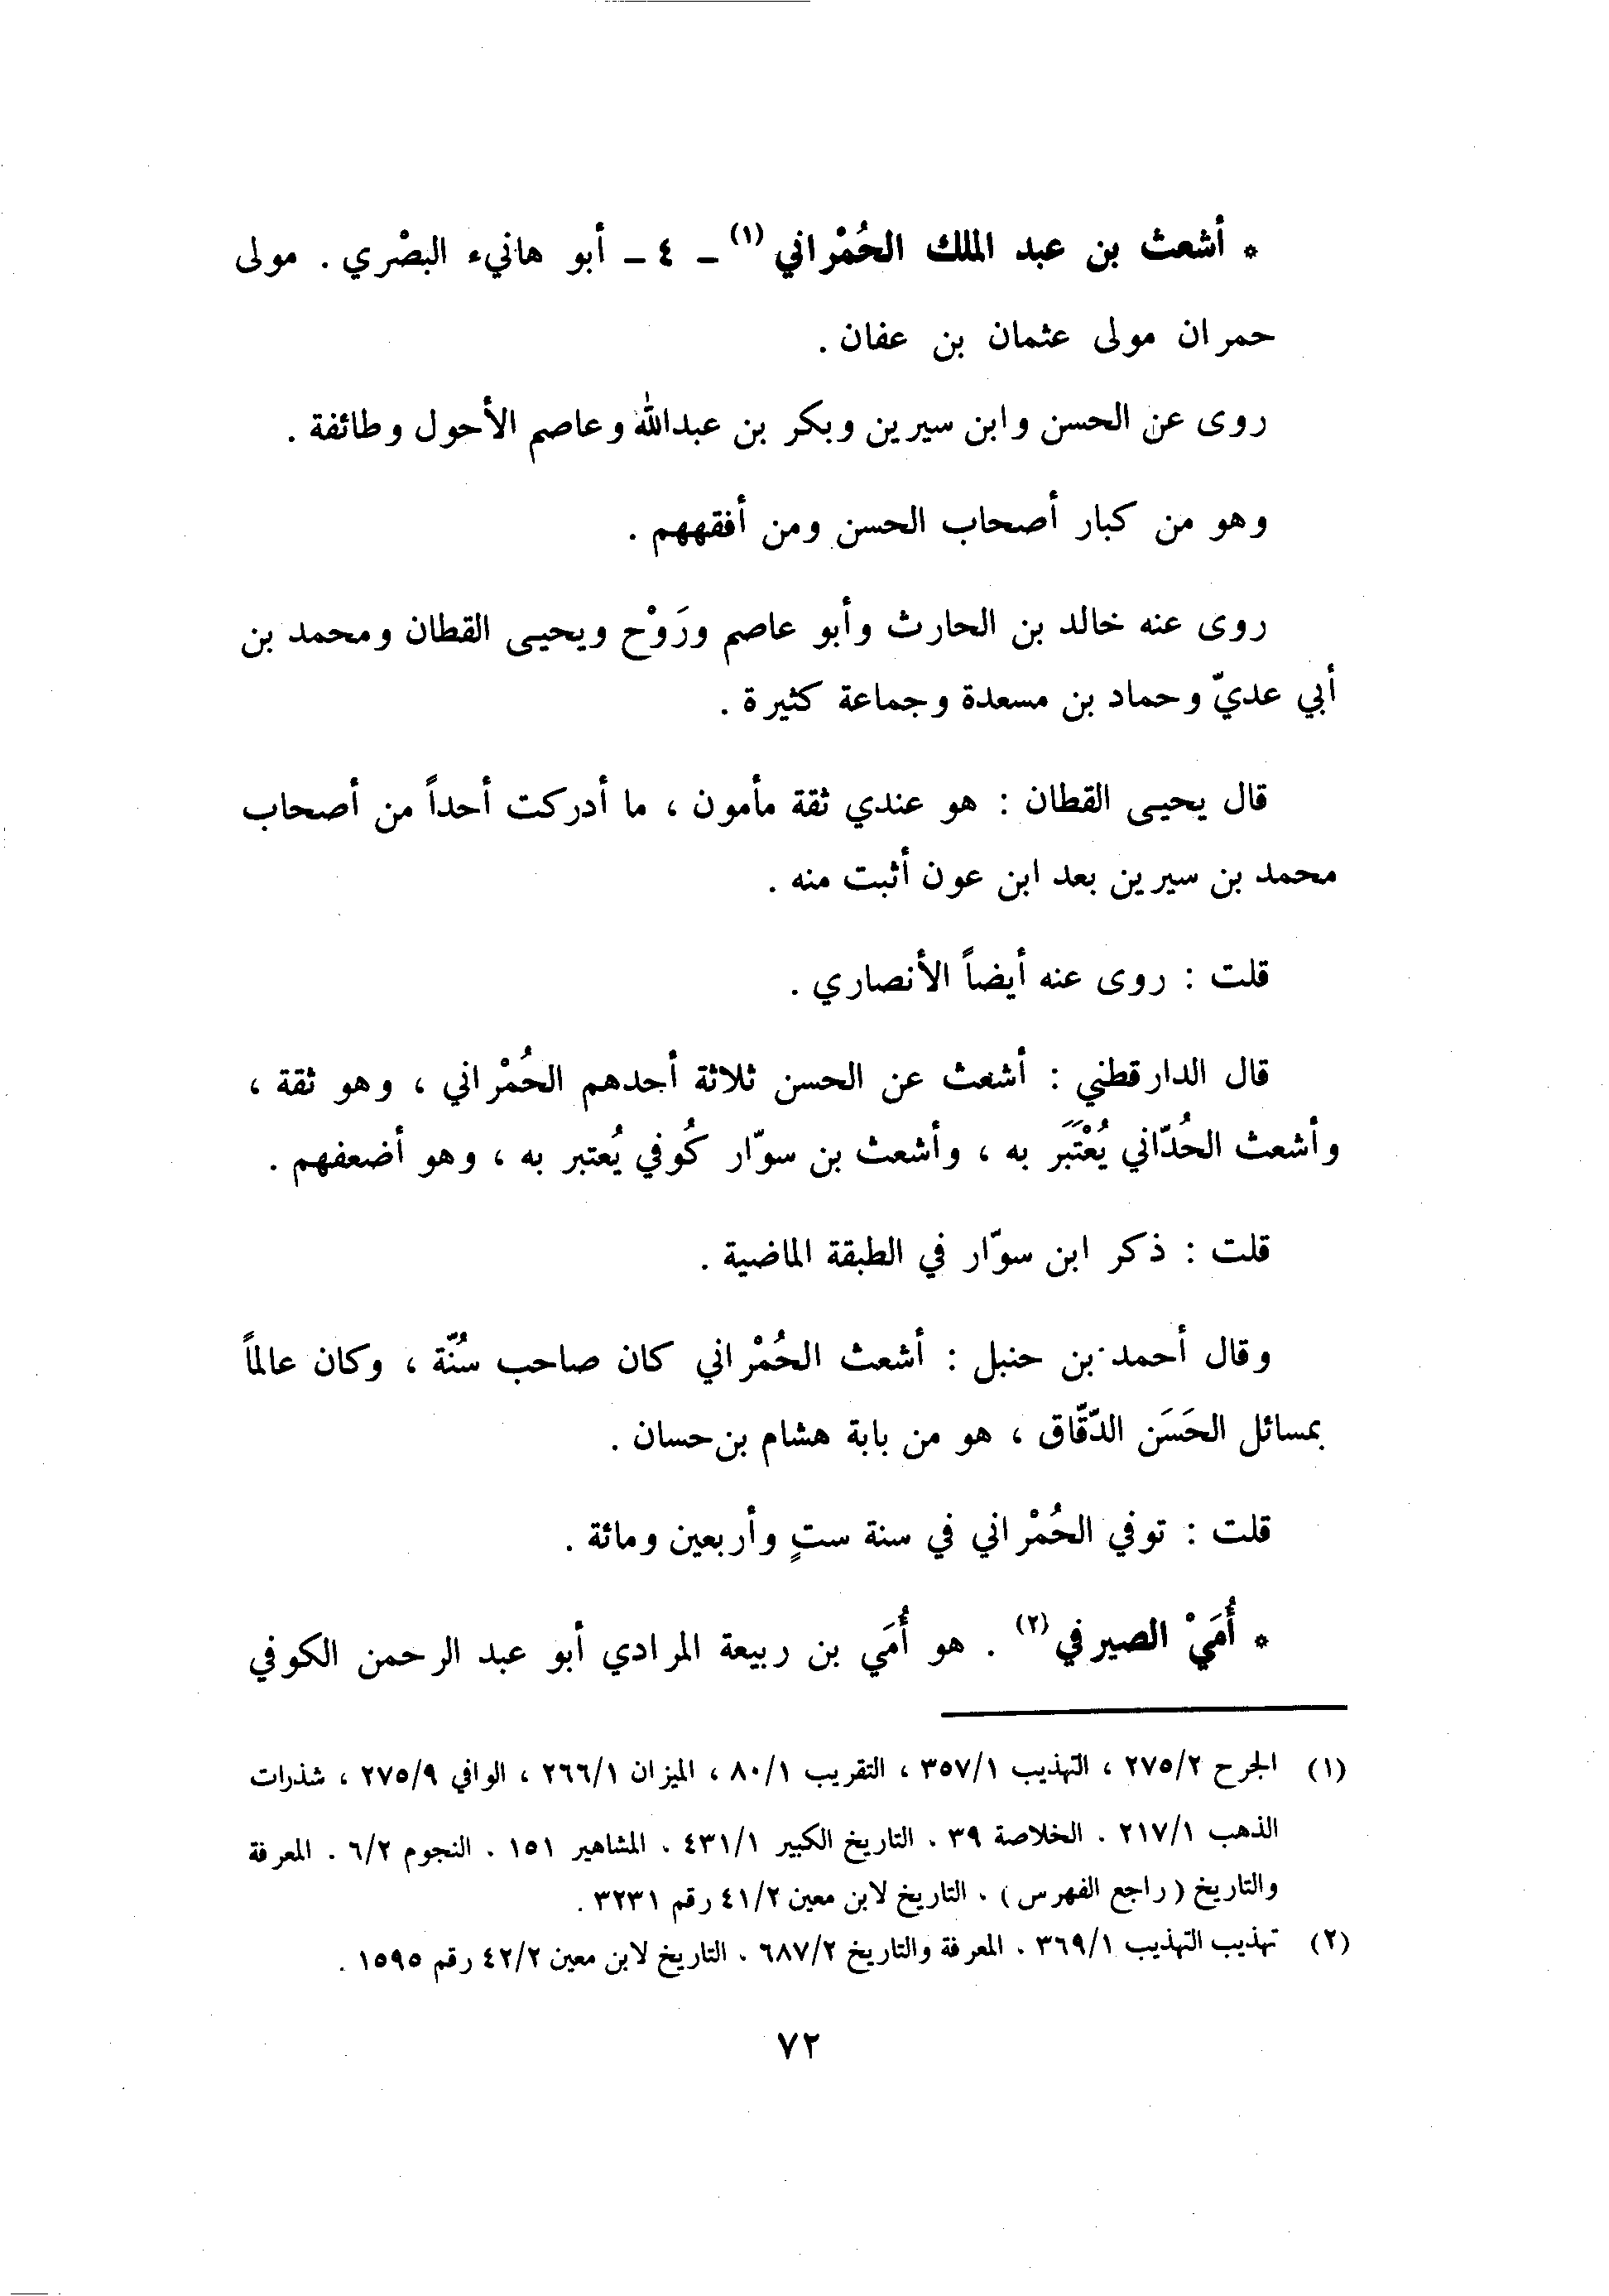 * أشعث بن عبد الملك الحُمْراني (١) ـ ٤ ـ أبو هانيء البصْري . مولى
حمران مولى عثمان بن عفان .
روى عن الحسن وابن سيرين وبكر بن عبدالله وعاصم الأحول وطائفة .
وهو من كبار أصحاب الحسن ومن أفقههم .
روى عنه خالد بن الحارث وأبو عاصم ورَوْح ويحيى القطان ومحمد بن
أبي عديّ وحماد بن مسعدة وجماعة كثيرة .
قال يحيى القطان : هو عندي ثقة مأمون ، ما أدركت أحداً من أصحاب
محمد بن سيرين بعد ابن عون أثبت منه .
قلت : روى عنه أيضاً الأنصاري .
قال الدارقطني : أشعث عن الحسن ثلاثة أجدهم الحُمْراني ، وهو ثقة ،
وأشعث الحُدّاني يُعْتَبَر به ، وأشعث بن سوّار كُوفي يُعتبر به ، وهو أضعفهم .
قلت : ذكر ابن سوّار في الطبقة الماضية .
وقال أحمد بن حنبل : أشعث الحُمْراني كان صاحب سُنّة ، وكان عالماً
بمسائل الحَسَن الدّقّاق ، هو من بابة هشام بن حسان .
قلت : توفي الحُمْراني في سنة ستٍ وأربعين ومائة .
* أُمَيْ الصيرفي (٢) . هو أُمَي بن ربيعة المرادي أبو عبد الرحمن الكوفي
(١) الجرح ٢٧٥/٢ ، التهذيب ٣٥٧/١ ، التقريب ٨٠/١ ، الميزان ٢٦٦/١ ، الوافي ٢٧٥/٩ ، شذرات
الذهب ٢١٧/١ . الخلاصة ٣٩ . التاريخ الكبير ٤٣١/١ . المشاهير ١٥١ . النجوم ٦/٢ . المعرفة
والتاريخ (راجع الفهرس) . التاريخ لابن معين ٤١/٢ رقم ٣٢٣١ .
(٢) تهذيب التهذيب ٣٦٩/١ . المعرفة والتاريخ ٦٨٧/٢ . التاريخ لابن معين ٤٢/٢ رقم ١٥٩٥ .
٧٢